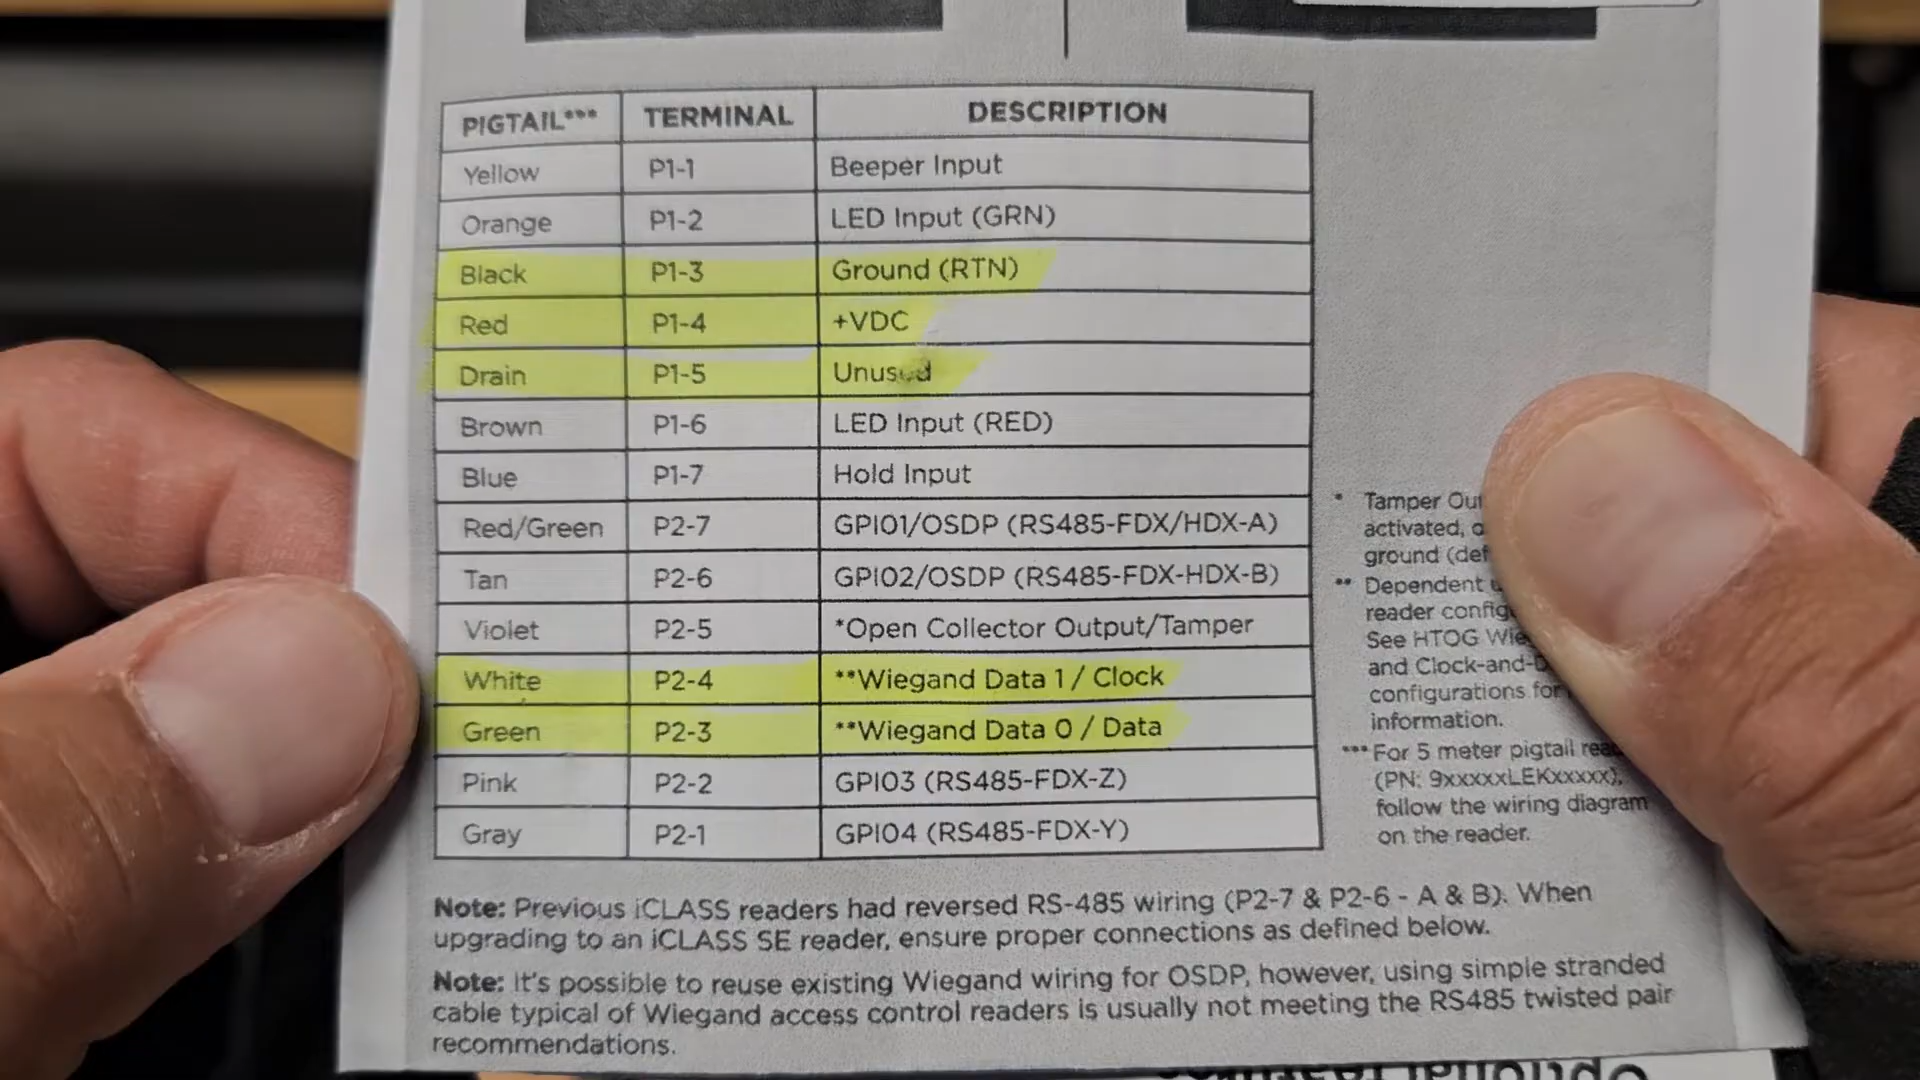 PIGTAIL*** TERMINAL DESCRIPTION
Yellow P1-1 Beeper Input
Orange P1-2 LED Input (GRN)
Black P1-3 Ground (RTN)
Red P1-4 +VDC
Drain P1-5 Unused
Brown P1-6 LED Input (RED)
Blue P1-7 Hold Input
Red/Green P2-7 GPIO1/OSDP (RS485-FDX/HDX-A)
Tan P2-6 GPIO2/OSDP (RS485-FDX-HDX-B)
Violet P2-5 *Open Collector Output/Tamper
White P2-4 **Wiegand Data 1 / Clock
Green P2-3 **Wiegand Data 0 / Data
Pink P2-2 GPIO3 (RS485-FDX-Z)
Gray P2-1 GPIO4 (RS485-FDX-Y)
* Tamper
activated,
ground
** Dependent
reader
See HTOG
and
configurations for
information.
*** For 5 meter pigtail
(PN: 9xxxxxLEKxxxxx),
follow the wiring diagram
on the reader.
Note: Previous iCLASS readers had reversed RS-485 wiring (P2-7 & P2-6 - A & B). When
upgrading to an iCLASS SE reader, ensure proper connections as defined below.
Note: It's possible to reuse existing Wiegand wiring for OSDP, however, using simple stranded
cable typical of Wiegand access control readers is usually not meeting the RS485 twisted pair
recommendations.